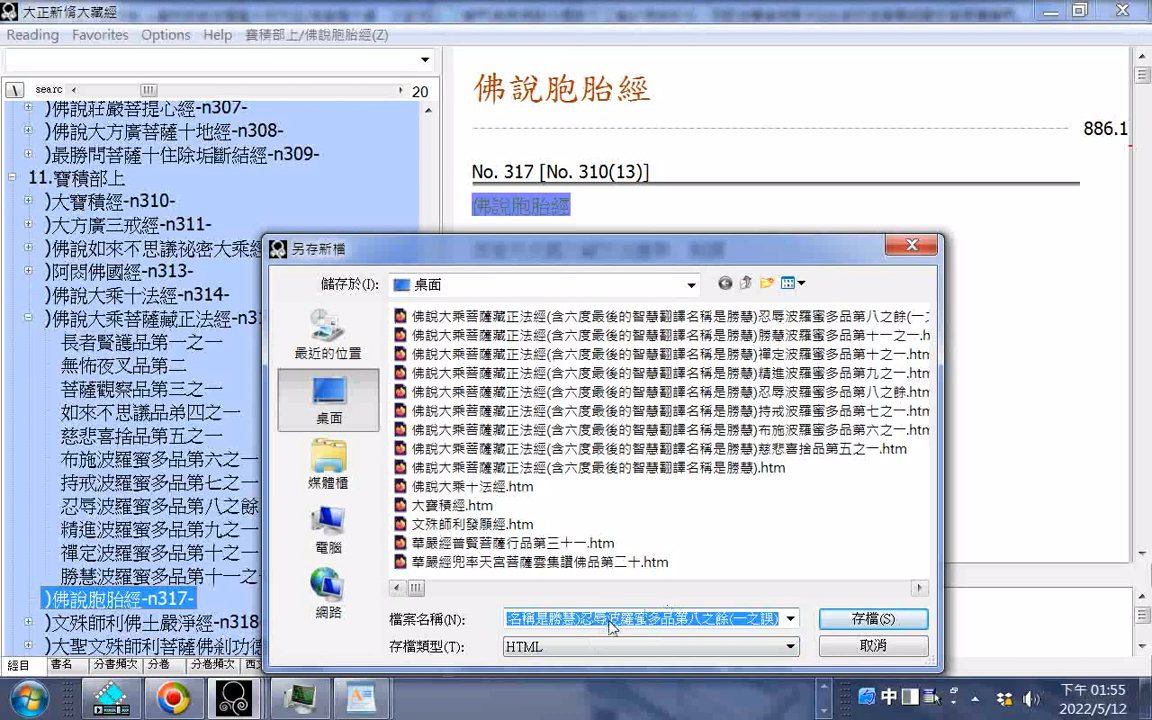 大正新脩大藏經
Reading Favorites Options Help 寶積部上/佛說胞胎經(Z)
searc 20
)佛說莊嚴菩提心經-n307-
)佛說大方廣菩薩十地經-n308-
)最勝問菩薩十住除垢斷結經-n309-
11.寶積部上
)大寶積經-n310-
)大方廣三戒經-n311-
)佛說如來不思議祕密大乘經
)阿閦佛國經-n313-
)佛說大乘十法經-n314-
)佛說大乘菩薩藏正法經-n31
長者賢護品第一之一
無怖夜叉品第二
菩薩觀察品第三之一
如來不思議品弟四之一
慈悲喜捨品第五之一
布施波羅蜜多品第六之一
持戒波羅蜜多品第七之一
忍辱波羅蜜多品第八之餘
精進波羅蜜多品第九之一
禪定波羅蜜多品第十之一
勝慧波羅蜜多品第十一之一
)佛說胞胎經-n317-
)文殊師利佛土嚴淨經-n318
)大聖文殊師利菩薩佛剎功德
經目 書名 分書頻次 分卷 分卷頻次 西文
佛說胞胎經
886.1
No. 317 [No. 310(13)]
佛說胞胎經
另存新檔
儲存於(I): 桌面
最近的位置
桌面
媒體櫃
電腦
網路
佛說大乘菩薩藏正法經(含六度最後的智慧翻譯名稱是勝慧)忍辱波羅蜜多品第八之餘(一之
佛說大乘菩薩藏正法經(含六度最後的智慧翻譯名稱是勝慧)勝慧波羅蜜多品第十一之一.h
佛說大乘菩薩藏正法經(含六度最後的智慧翻譯名稱是勝慧)禪定波羅蜜多品第十之一.htm
佛說大乘菩薩藏正法經(含六度最後的智慧翻譯名稱是勝慧)精進波羅蜜多品第九之一.htm
佛說大乘菩薩藏正法經(含六度最後的智慧翻譯名稱是勝慧)忍辱波羅蜜多品第八之餘.htm
佛說大乘菩薩藏正法經(含六度最後的智慧翻譯名稱是勝慧)持戒波羅蜜多品第七之一.htm
佛說大乘菩薩藏正法經(含六度最後的智慧翻譯名稱是勝慧)布施波羅蜜多品第六之一.htm
佛說大乘菩薩藏正法經(含六度最後的智慧翻譯名稱是勝慧)慈悲喜捨品第五之一.htm
佛說大乘菩薩藏正法經(含六度最後的智慧翻譯名稱是勝慧).htm
佛說大乘十法經.htm
大寶積經.htm
文殊師利發願經.htm
華嚴經普賢菩薩行品第三十一.htm
華嚴經兜率天宮菩薩雲集讚佛品第二十.htm
檔案名稱(N): 名稱是勝慧)忍辱波羅蜜多品第八之餘(一之誤) 存檔(S)
存檔類型(T): HTML 取消
中
下午 01:55
2022/5/12